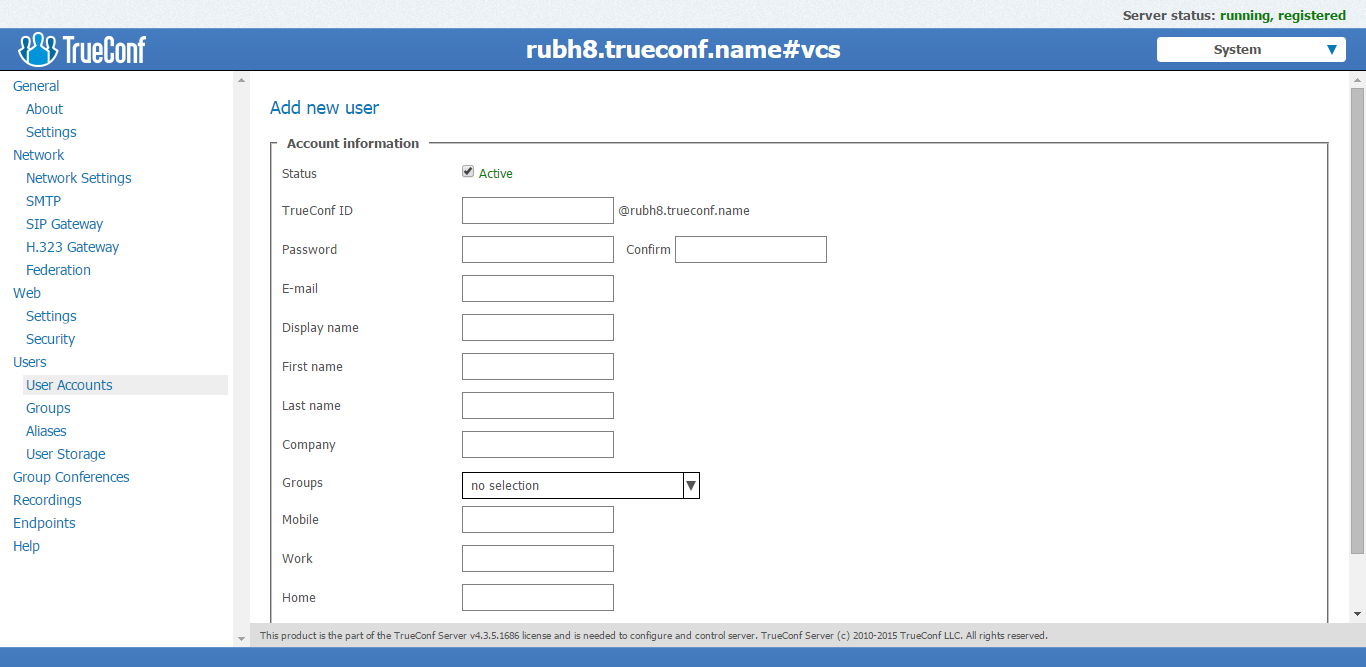 Server status: running, registered
TrueConf
rubh8.trueconf.name#vcs
System
General
About
Settings
Network
Network Settings
SMTP
SIP Gateway
H.323 Gateway
Federation
Web
Settings
Security
Users
User Accounts
Groups
Aliases
User Storage
Group Conferences
Recordings
Endpoints
Help
Add new user
Account information
Status Active
TrueConf ID @rubh8.trueconf.name
Password Confirm
E-mail
Display name
First name
Last name
Company
Groups no selection
Mobile
Work
Home
This product is the part of the TrueConf Server v4.3.5.1686 license and is needed to configure and control server. TrueConf Server (c) 2010-2015 TrueConf LLC. All rights reserved.